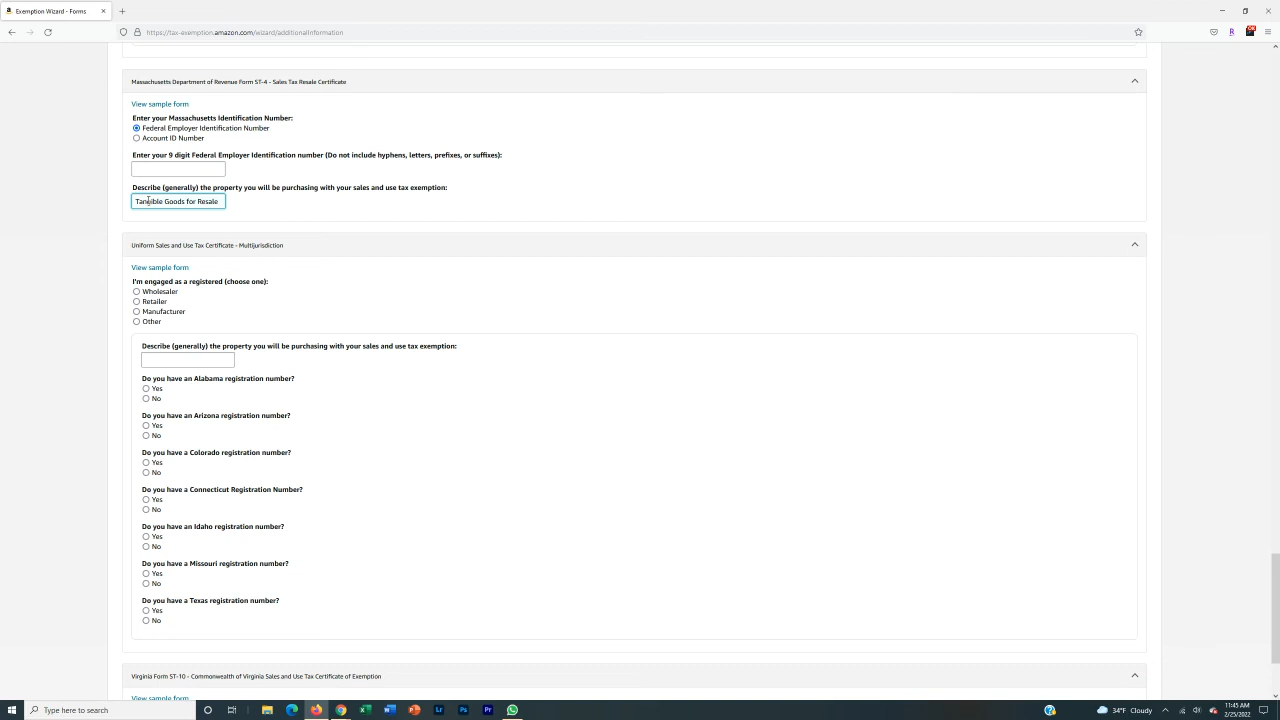 Exemption Wizard - Forms
https://tax-exemption.amazon.com/wizard/additionalInformation
Massachusetts Department of Revenue Form ST-4 - Sales Tax Resale Certificate
View sample form
Enter your Massachusetts Identification Number:
Federal Employer Identification Number
Account ID Number
Enter your 9 digit Federal Employer Identification number (Do not include hyphens, letters, prefixes, or suffixes):
Describe (generally) the property you will be purchasing with your sales and use tax exemption:
Tangible Goods for Resale
Uniform Sales and Use Tax Certificate - Multijurisdiction
View sample form
I'm engaged as a registered (choose one):
Wholesaler
Retailer
Manufacturer
Other
Describe (generally) the property you will be purchasing with your sales and use tax exemption:
Do you have an Alabama registration number?
Yes
No
Do you have an Arizona registration number?
Yes
No
Do you have a Colorado registration number?
Yes
No
Do you have a Connecticut Registration Number?
Yes
No
Do you have an Idaho registration number?
Yes
No
Do you have a Missouri registration number?
Yes
No
Do you have a Texas registration number?
Yes
No
Virginia Form ST-10 - Commonwealth of Virginia Sales and Use Tax Certificate of Exemption
View sample form
Type here to search
34°F Cloudy
11:45 AM
2/25/2022